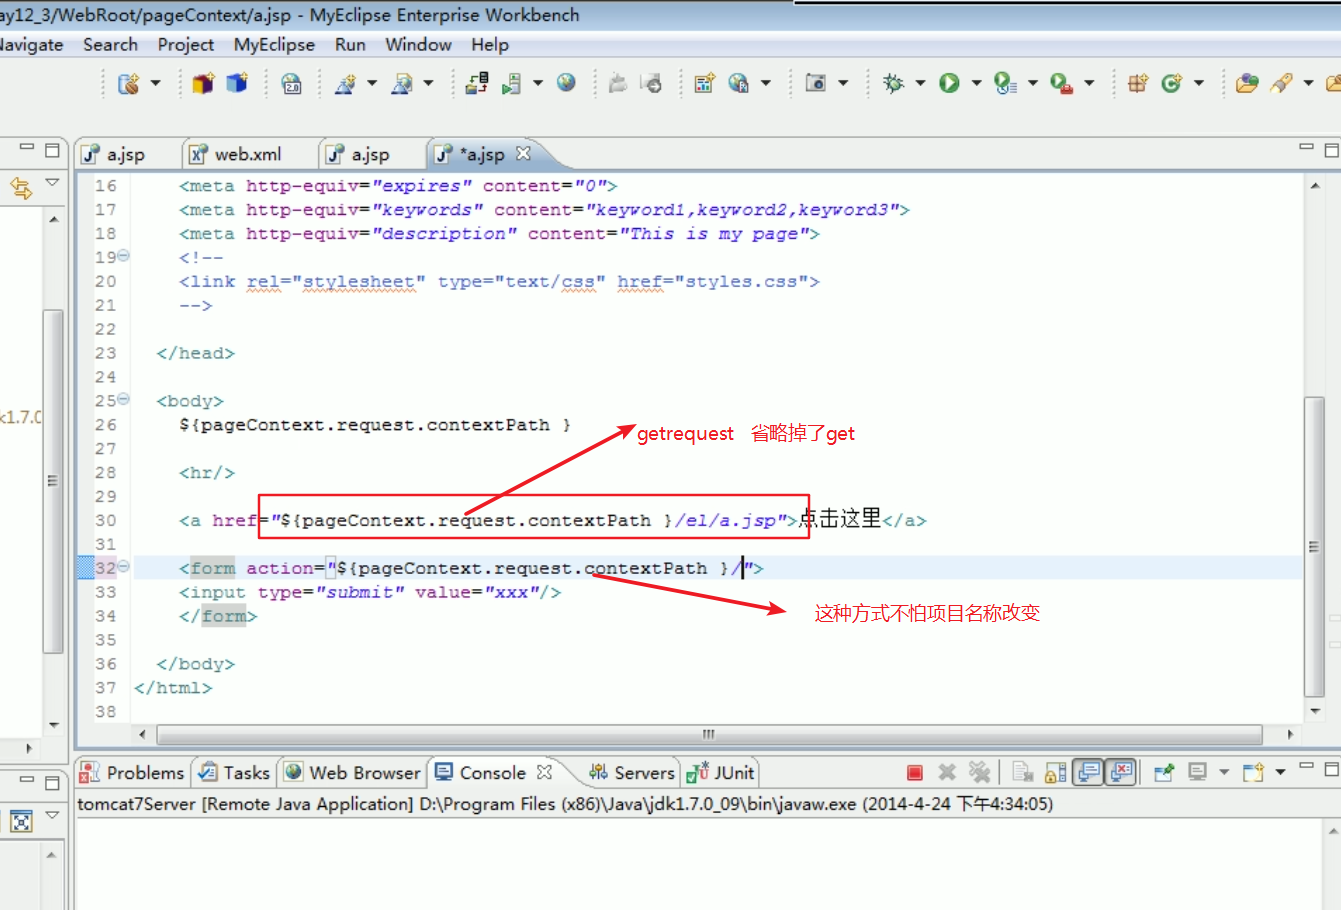 ay12_3/WebRoot/pageContext/a.jsp - MyEclipse Enterprise Workbench
Navigate Search Project MyEclipse Run Window Help
a.jsp web.xml a.jsp *a.jsp
16 <meta http-equiv="expires" content="0">
17 <meta http-equiv="keywords" content="keyword1,keyword2,keyword3">
18 <meta http-equiv="description" content="This is my page">
19 <!--
20 <link rel="stylesheet" type="text/css" href="styles.css">
21 -->
22
23 </head>
24
25 <body>
26 ${pageContext.request.contextPath }
getrequest 省略掉了get
27
28 <hr/>
29
30 <a href="${pageContext.request.contextPath }/el/a.jsp">点击这里</a>
31
32 <form action="${pageContext.request.contextPath }/">
33 <input type="submit" value="xxx"/>
34 </form>
这种方式不怕项目名称改变
35
36 </body>
37 </html>
38
k1.7.0
Problems Tasks Web Browser Console Servers JUnit
tomcat7Server [Remote Java Application] D:\Program Files (x86)\Java\jdk1.7.0_09\bin\javaw.exe (2014-4-24 下午4:34:05)